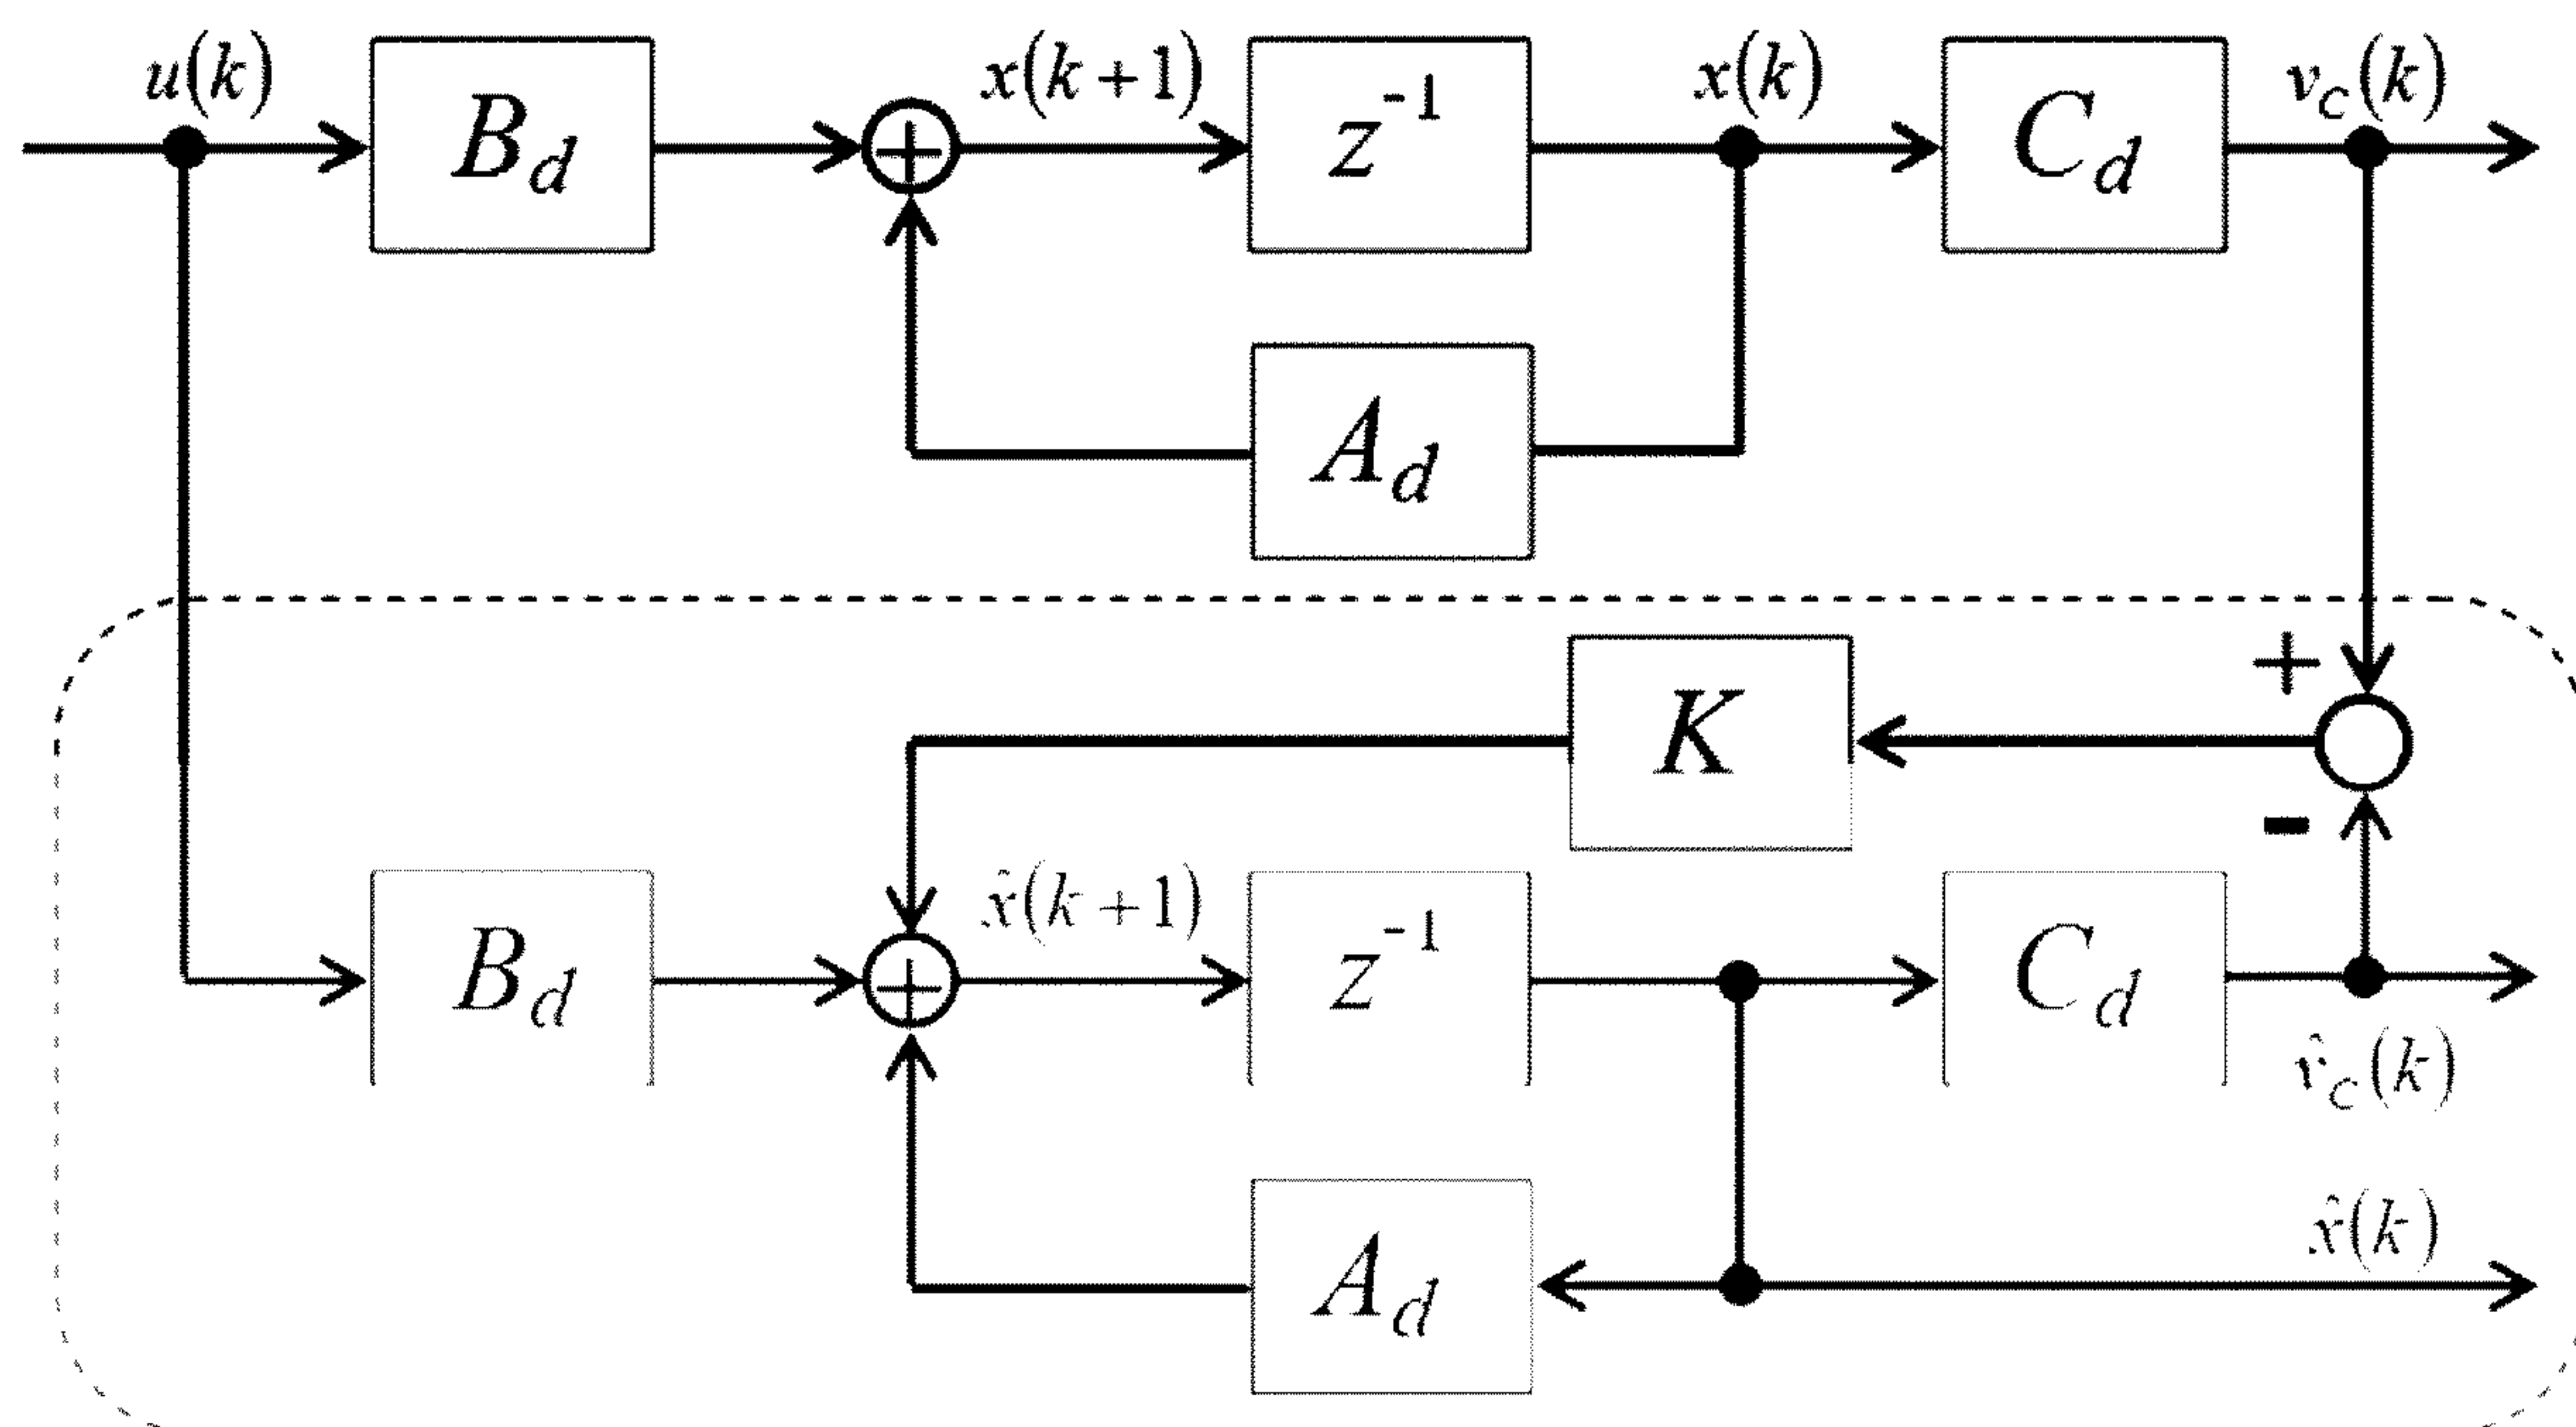 u(k)
B_d
x(k+1)
z^-1
x(k)
C_d
v_C(k)
A_d
K
+
-
B_d
x̂(k+1)
z^-1
C_d
v̂_C(k)
A_d
x̂(k)